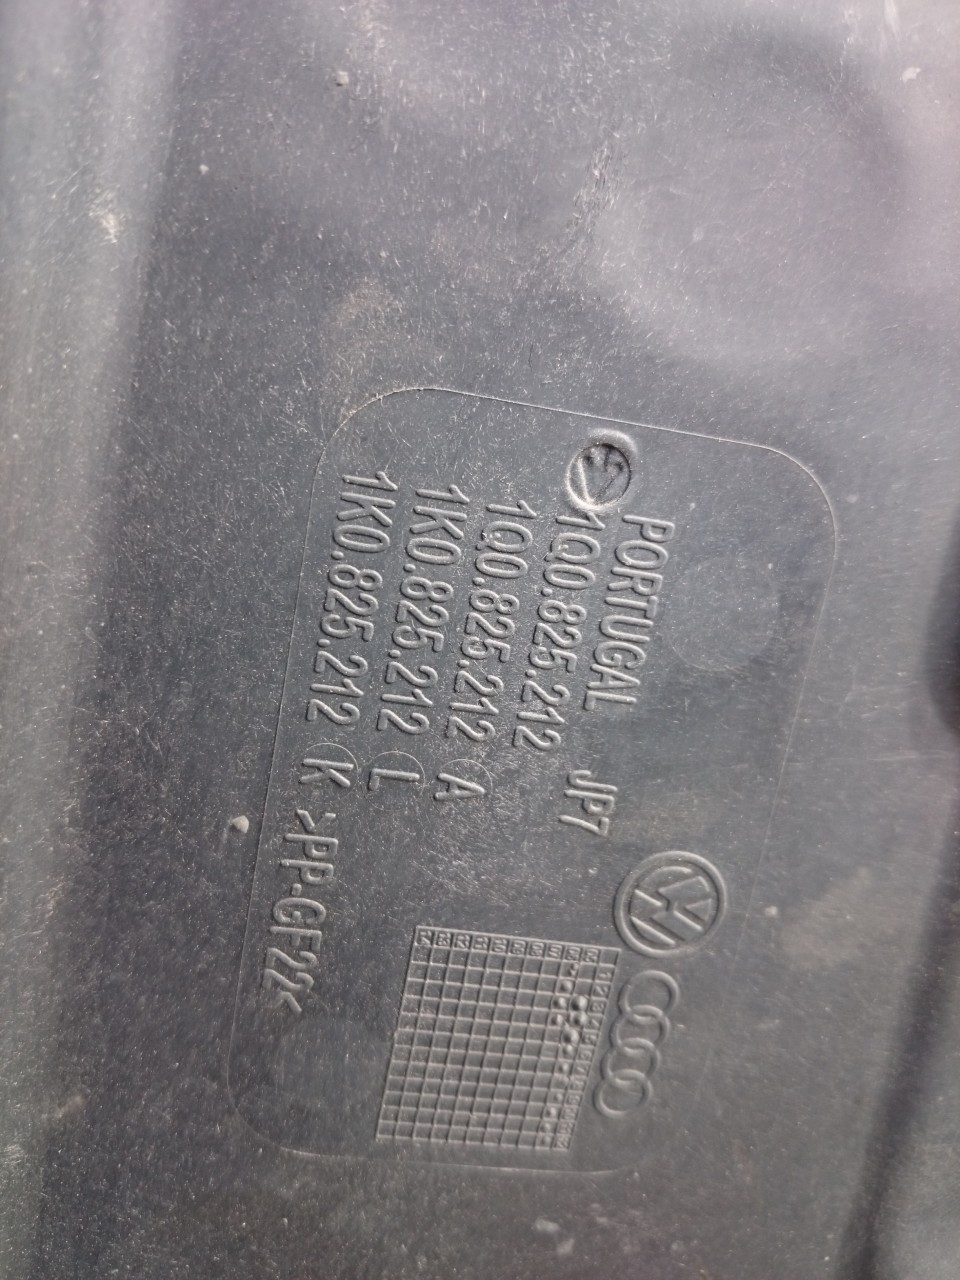 PORTUGAL JP7
1Q0.825.212
1Q0.825.212 A
1K0.825.212 L
1K0.825.212 K >PP.GF22<